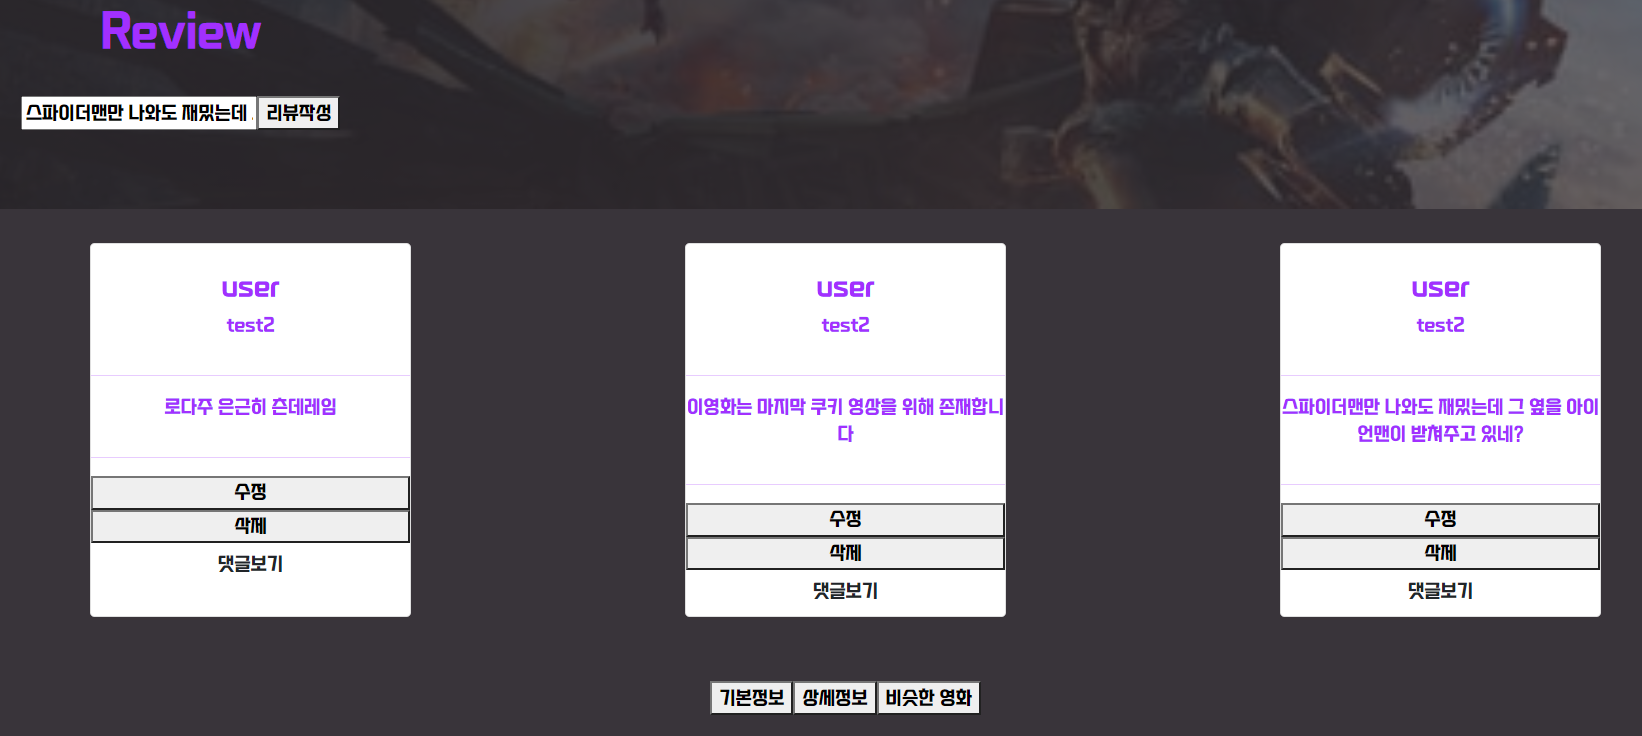 Review
스파이더맨만 나와도 재밌는데 리뷰작성
user
test2
로다주 은근히 츤데레임
수정
삭제
댓글보기
user
test2
이영화는 마지막 쿠키 영상을 위해 존재합니
다
수정
삭제
댓글보기
user
test2
스파이더맨만 나와도 재밌는데 그 옆을 아이
언맨이 받쳐주고 있네?
수정
삭제
댓글보기
기본정보 상세정보 비슷한 영화